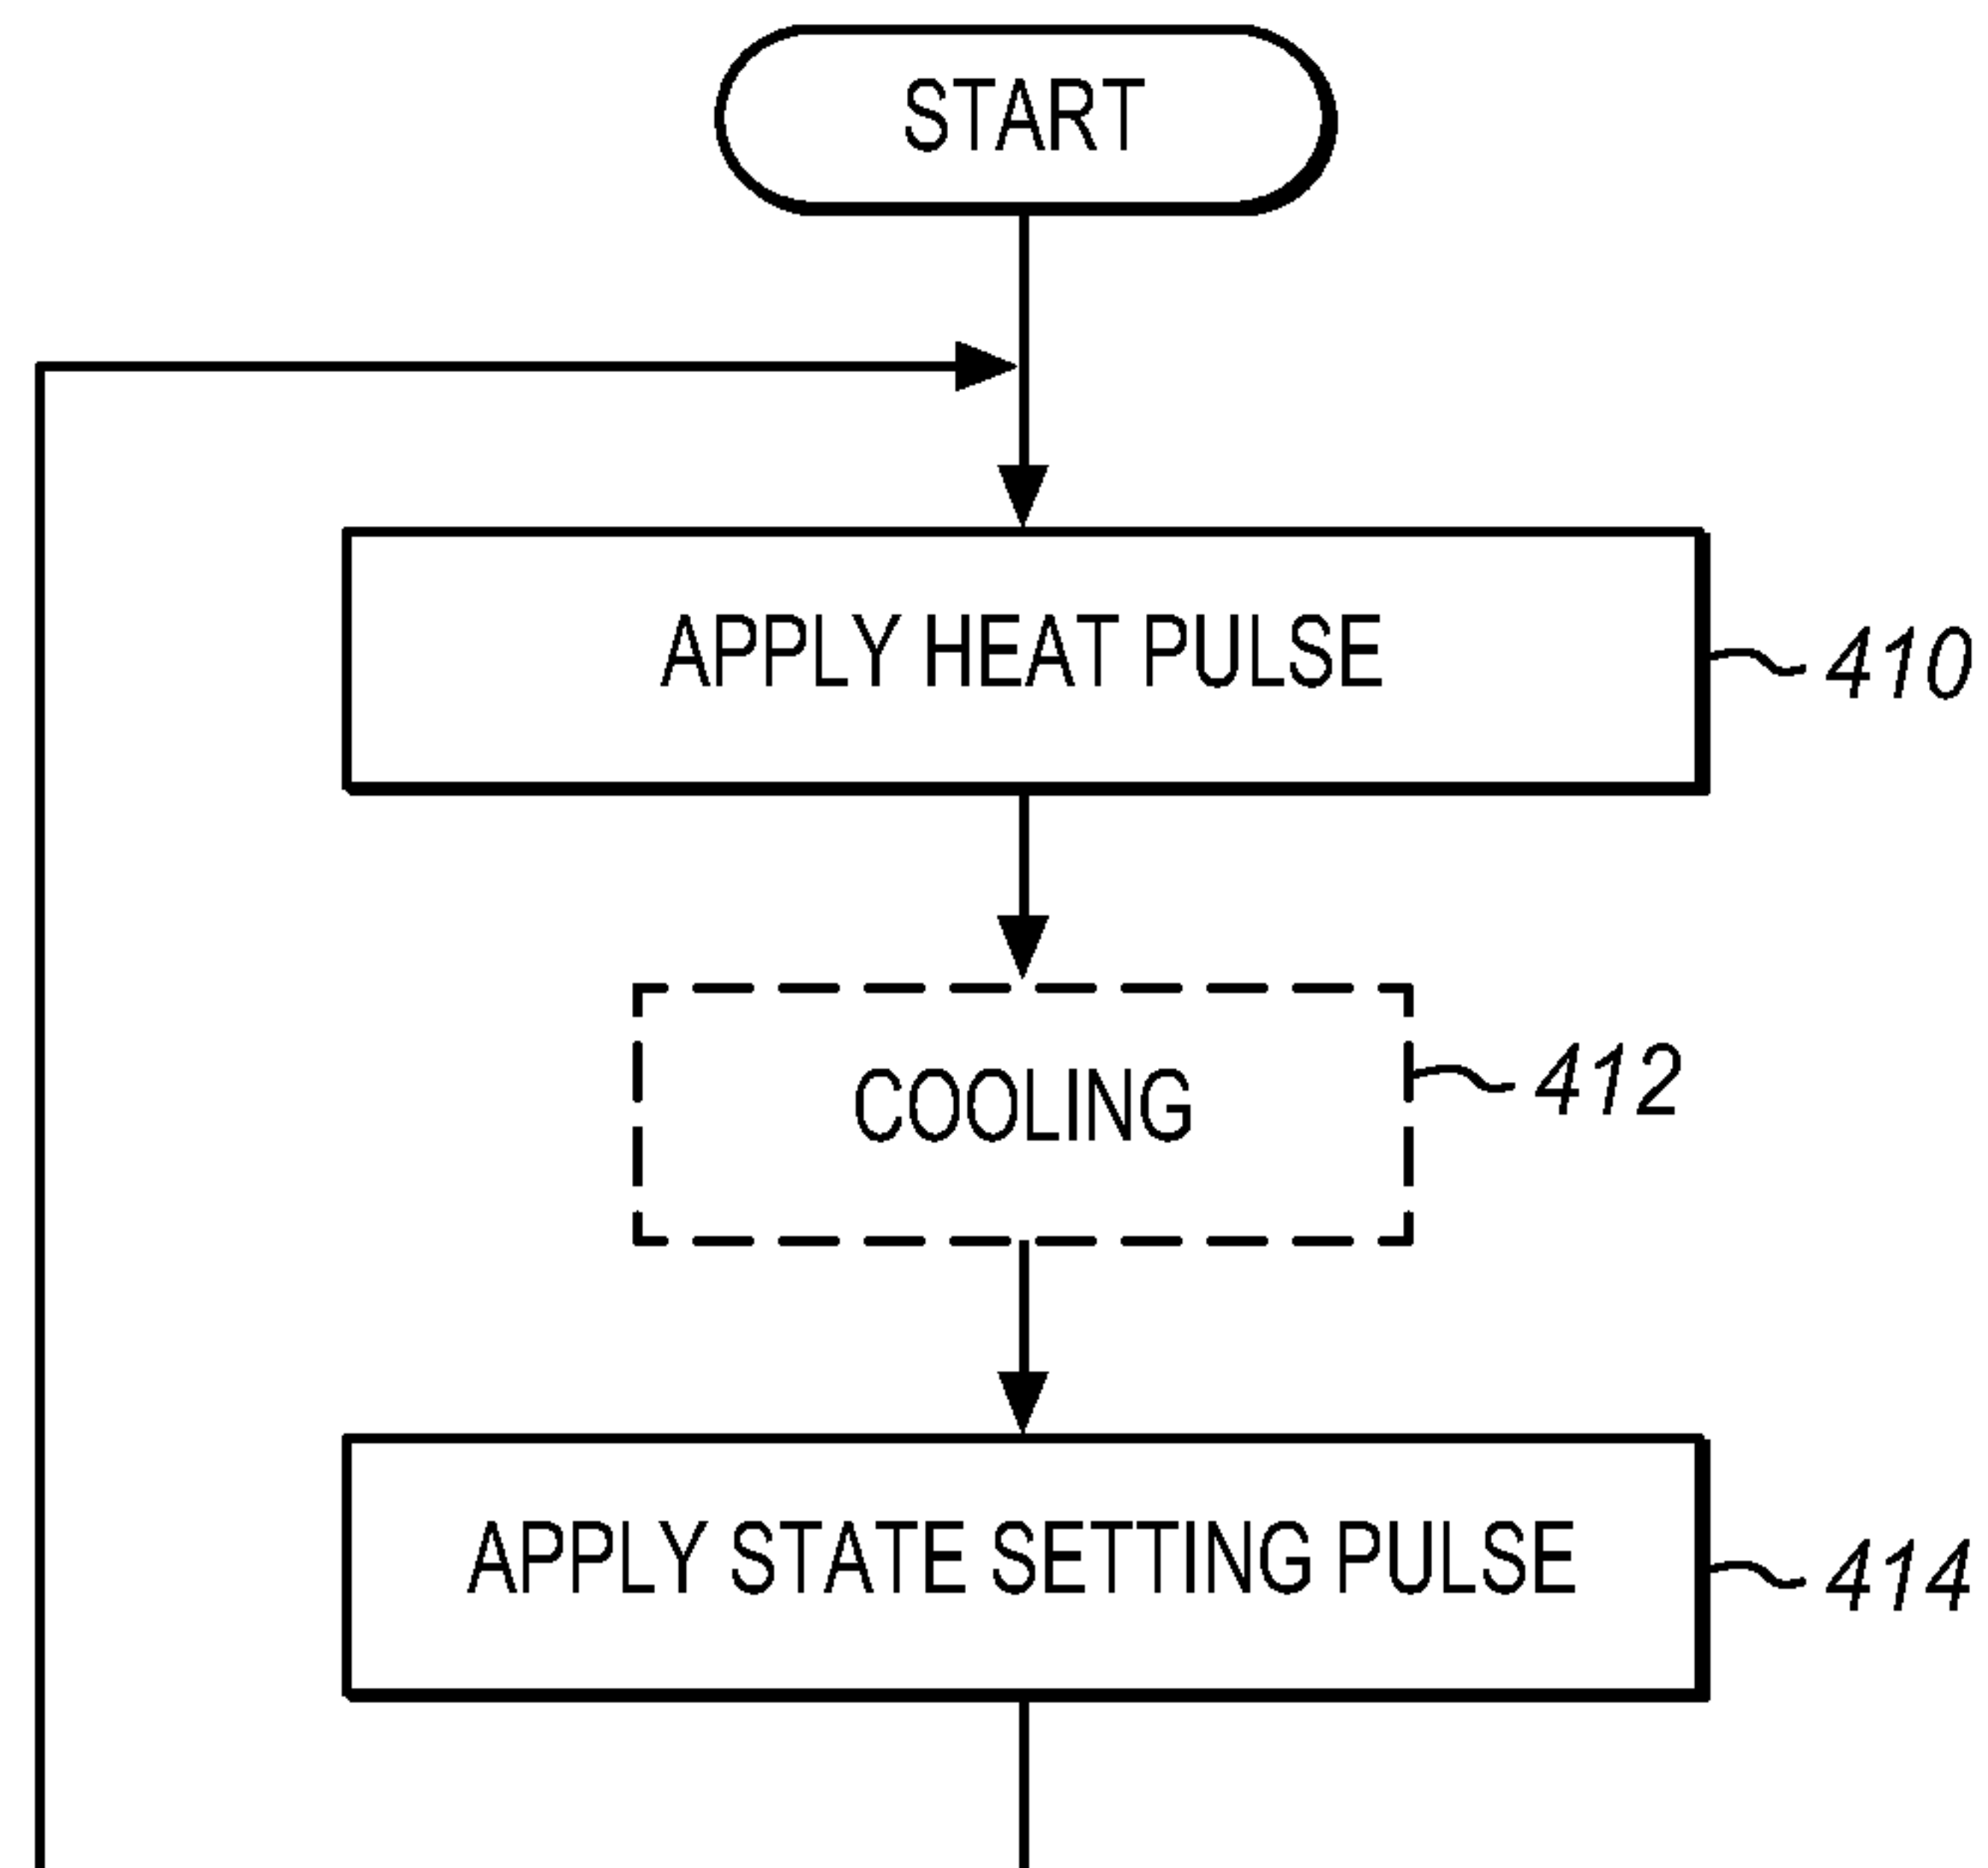 START
APPLY HEAT PULSE
410
COOLING
412
APPLY STATE SETTING PULSE
414